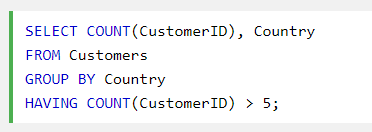 SELECT COUNT(CustomerID), Country
FROM Customers
GROUP BY Country
HAVING COUNT(CustomerID) > 5;